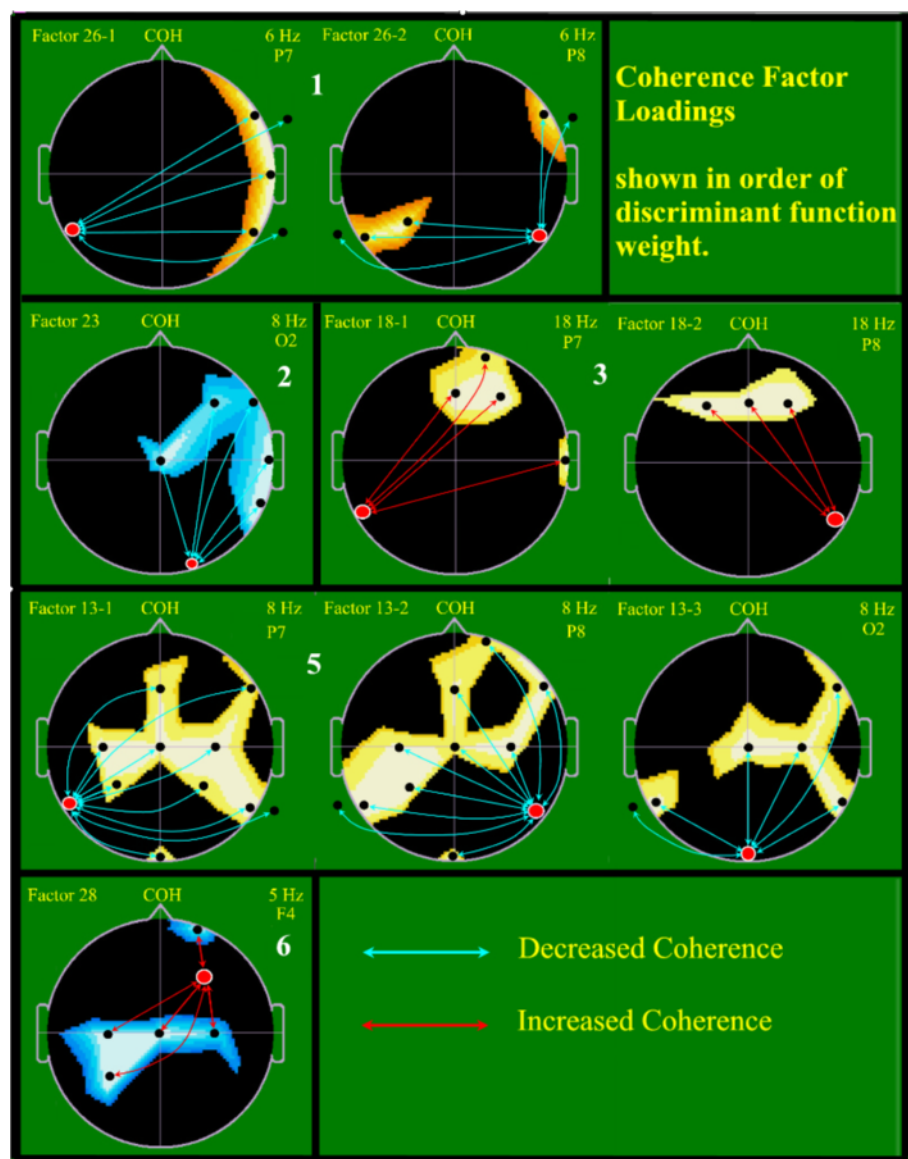 Factor 26-1 COH 6 Hz
P7
1
Factor 26-2 COH 6 Hz
P8
Coherence Factor
Loadings
shown in order of
discriminant function
weight.
Factor 23 COH 8 Hz
O2
2
Factor 18-1 COH 18 Hz
P7
3
Factor 18-2 COH 18 Hz
P8
Factor 13-1 COH 8 Hz
P7
5
Factor 13-2 COH 8 Hz
P8
Factor 13-3 COH 8 Hz
O2
Factor 28 COH 5 Hz
F4
6
Decreased Coherence
Increased Coherence